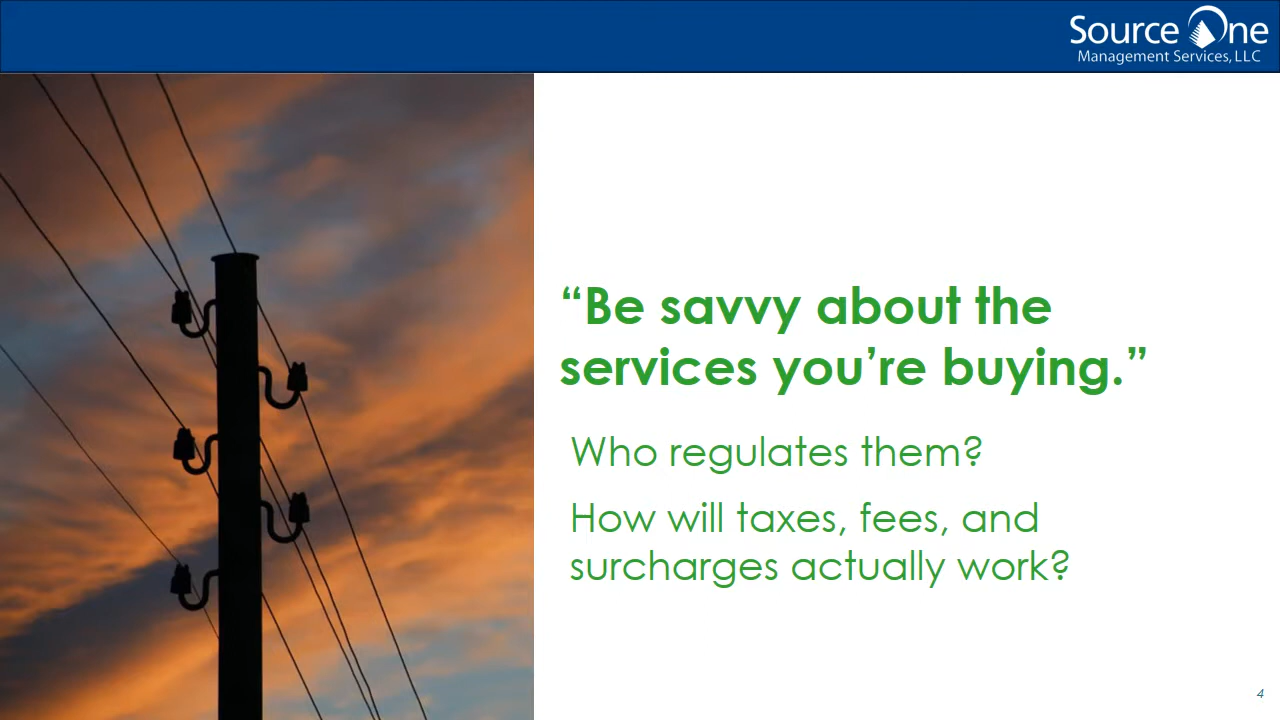 Source One
Management Services, LLC
“Be savvy about the
services you’re buying.”
Who regulates them?
How will taxes, fees, and
surcharges actually work?
4